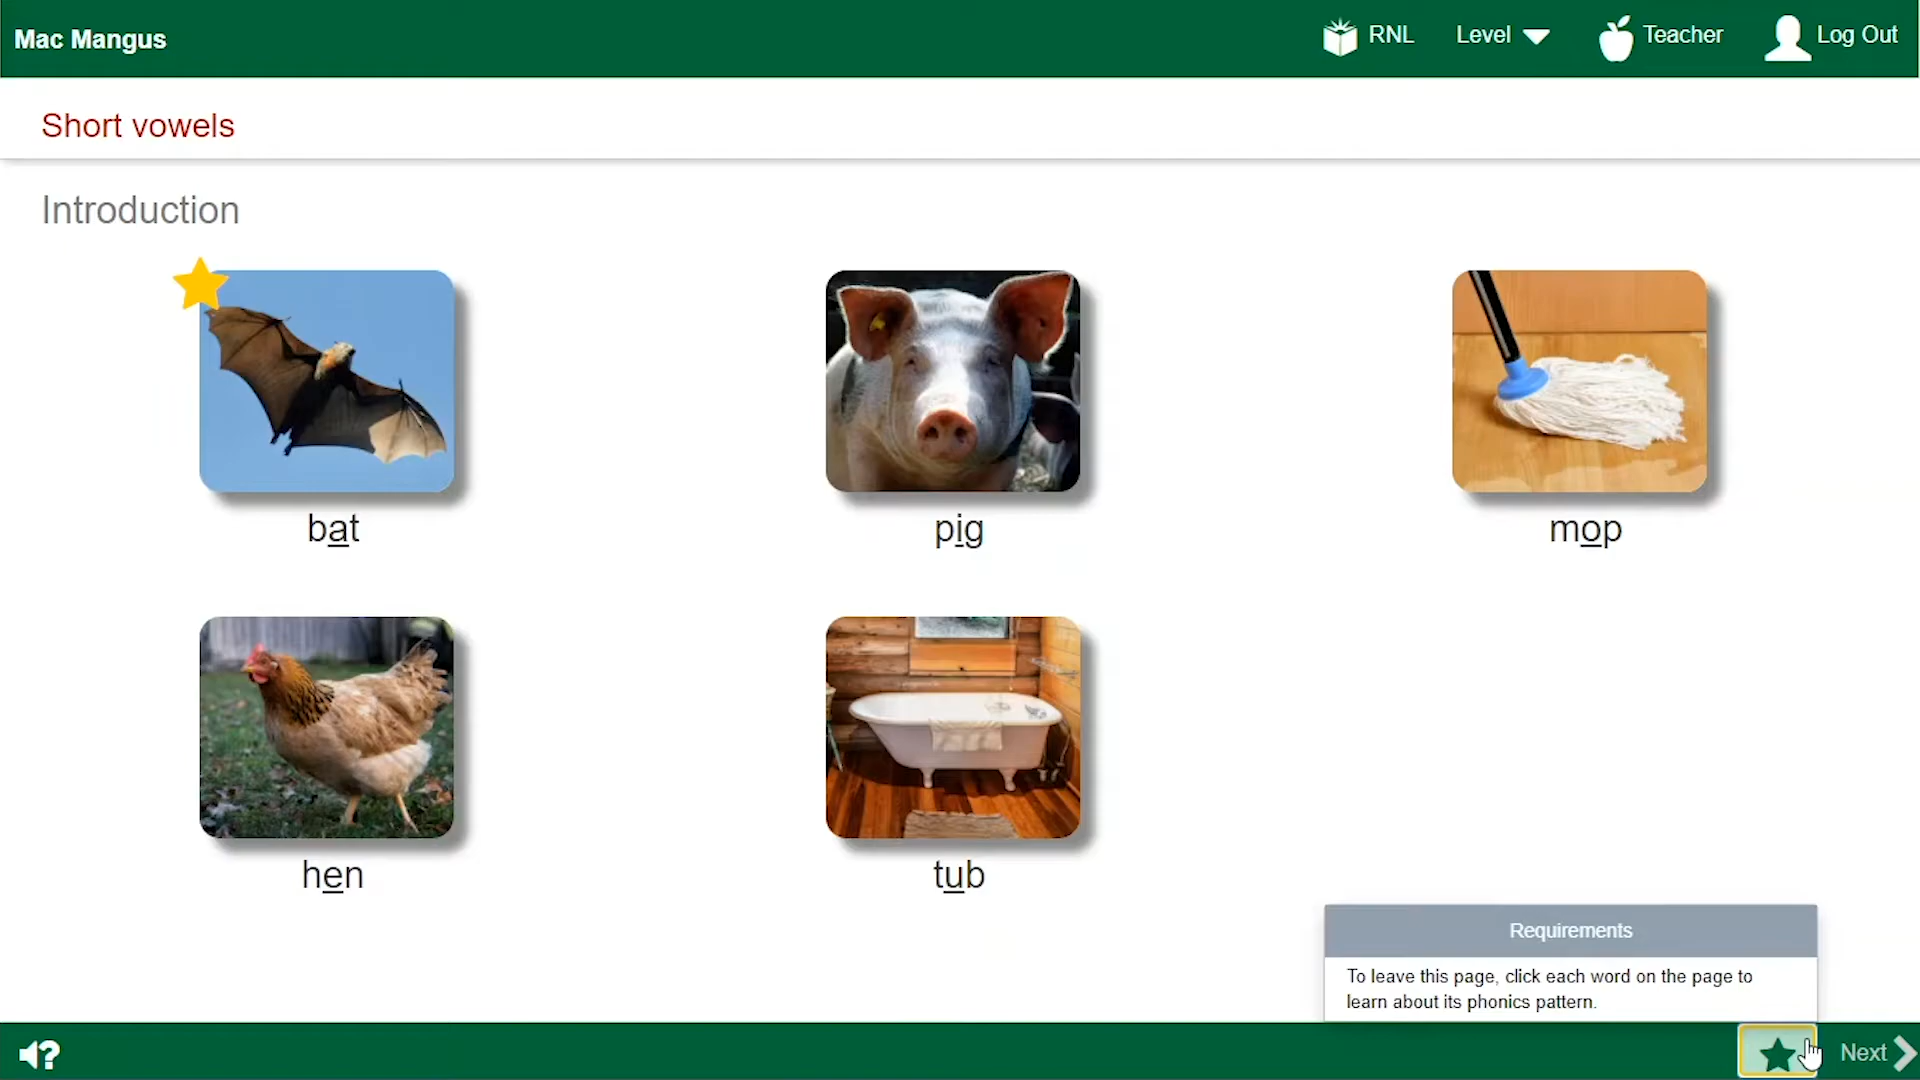 Mac Mangus
RNL
Level
Teacher
Log Out
Short vowels
Introduction
bat
pig
mop
hen
tub
Requirements
To leave this page, click each word on the page to
learn about its phonics pattern.
?
Next